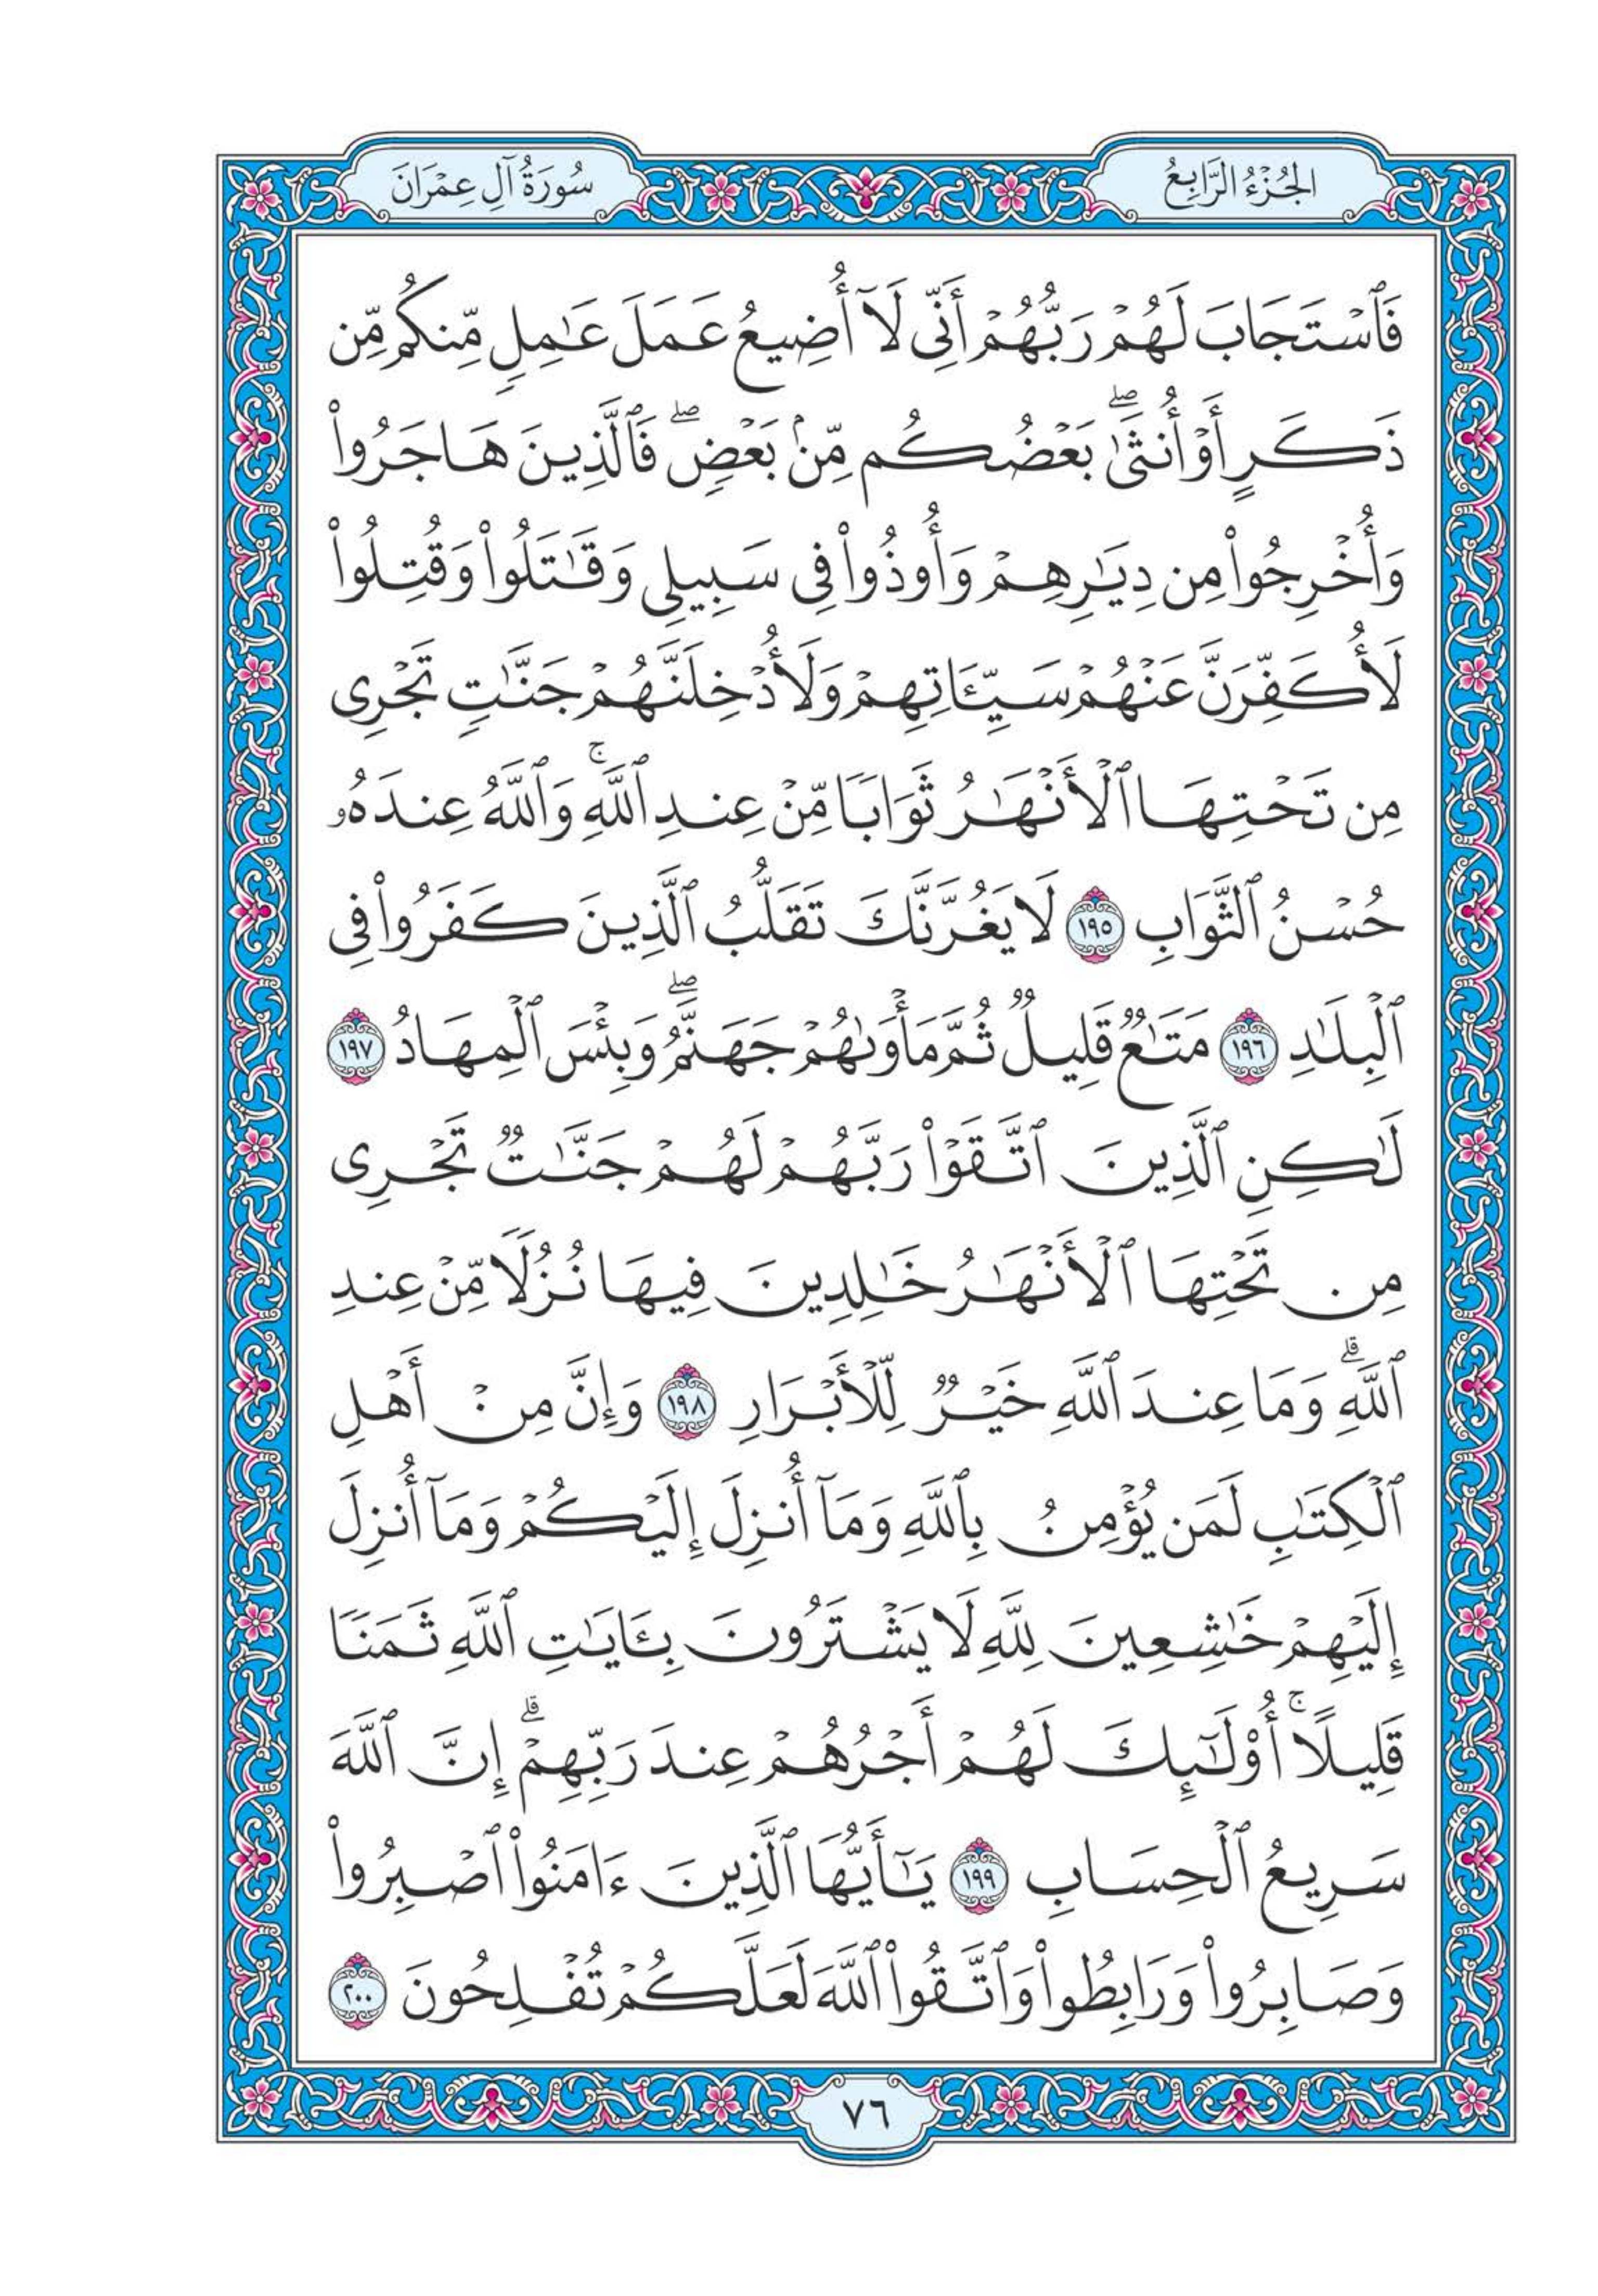 الجُزْءُ الرَّابِعُ
سُورَةُ آلِ عِمْرَانَ
فَٱسْتَجَابَ لَهُمْ رَبُّهُمْ أَنِّى لَآ أُضِيعُ عَمَلَ عَٰمِلٍ مِّنكُم مِّن
ذَكَرٍ أَوْ أُنثَىٰۖ بَعْضُكُم مِّنۢ بَعْضٍۖ فَٱلَّذِينَ هَاجَرُوا۟
وَأُخْرِجُوا۟ مِن دِيَٰرِهِمْ وَأُوذُوا۟ فِى سَبِيلِى وَقَٰتَلُوا۟ وَقُتِلُوا۟
لَأُكَفِّرَنَّ عَنْهُمْ سَيِّـَٔاتِهِمْ وَلَأُدْخِلَنَّهُمْ جَنَّٰتٍ تَجْرِى
مِن تَحْتِهَا ٱلْأَنْهَٰرُ ثَوَابًا مِّنْ عِندِ ٱللَّهِۚ وَٱللَّهُ عِندَهُۥ
حُسْنُ ٱلثَّوَابِ ١٩٥ لَا يَغُرَّنَّكَ تَقَلُّبُ ٱلَّذِينَ كَفَرُوا۟ فِى
ٱلْبِلَٰدِ ١٩٦ مَتَٰعٌ قَلِيلٌ ثُمَّ مَأْوَىٰهُمْ جَهَنَّمُۖ وَبِئْسَ ٱلْمِهَادُ ١٩٧
لَٰكِنِ ٱلَّذِينَ ٱتَّقَوْا۟ رَبَّهُمْ لَهُمْ جَنَّٰتٌ تَجْرِى
مِن تَحْتِهَا ٱلْأَنْهَٰرُ خَٰلِدِينَ فِيهَا نُزُلًا مِّنْ عِندِ
ٱللَّهِۗ وَمَا عِندَ ٱللَّهِ خَيْرٌ لِّلْأَبْرَارِ ١٩٨ وَإِنَّ مِنْ أَهْلِ
ٱلْكِتَٰبِ لَمَن يُؤْمِنُ بِٱللَّهِ وَمَآ أُنزِلَ إِلَيْكُمْ وَمَآ أُنزِلَ
إِلَيْهِمْ خَٰشِعِينَ لِلَّهِ لَا يَشْتَرُونَ بِـَٔايَٰتِ ٱللَّهِ ثَمَنًا
قَلِيلًاۚ أُو۟لَٰٓئِكَ لَهُمْ أَجْرُهُمْ عِندَ رَبِّهِمْۗ إِنَّ ٱللَّهَ
سَرِيعُ ٱلْحِسَابِ ١٩٩ يَٰٓأَيُّهَا ٱلَّذِينَ ءَامَنُوا۟ ٱصْبِرُوا۟
وَصَابِرُوا۟ وَرَابِطُوا۟ وَٱتَّقُوا۟ ٱللَّهَ لَعَلَّكُمْ تُفْلِحُونَ ٢٠٠
٧٦